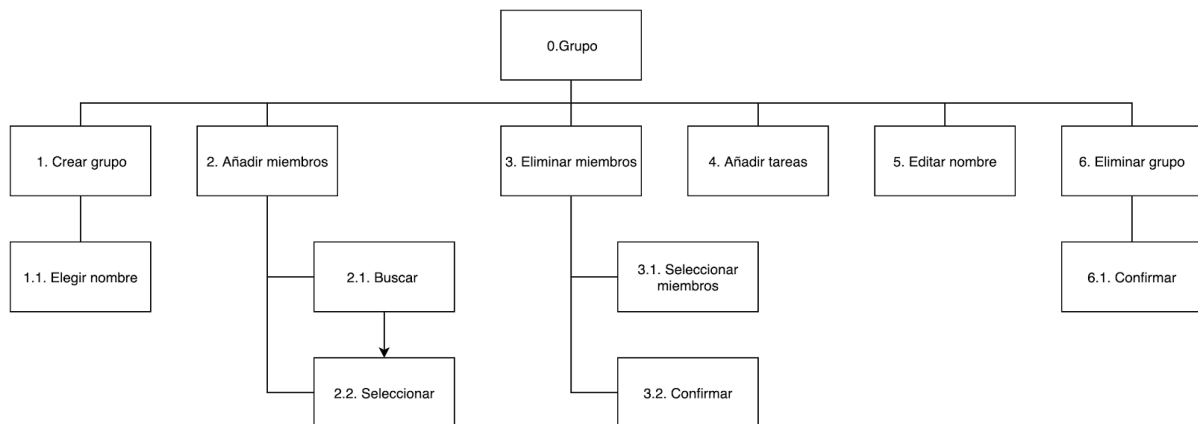 0.Grupo
1. Crear grupo
2. Añadir miembros
3. Eliminar miembros
4. Añadir tareas
5. Editar nombre
6. Eliminar grupo
1.1. Elegir nombre
2.1. Buscar
3.1. Seleccionar
miembros
6.1. Confirmar
2.2. Seleccionar
3.2. Confirmar